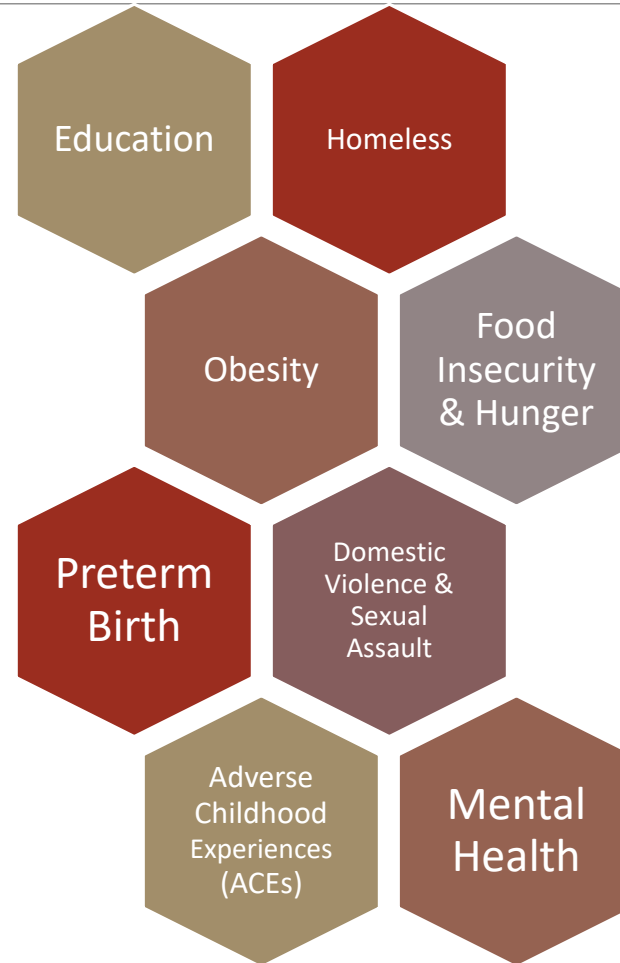 Education
Homeless
Obesity
Food
Insecurity
& Hunger
Preterm
Birth
Domestic
Violence &
Sexual
Assault
Adverse
Childhood
Experiences
(ACEs)
Mental
Health